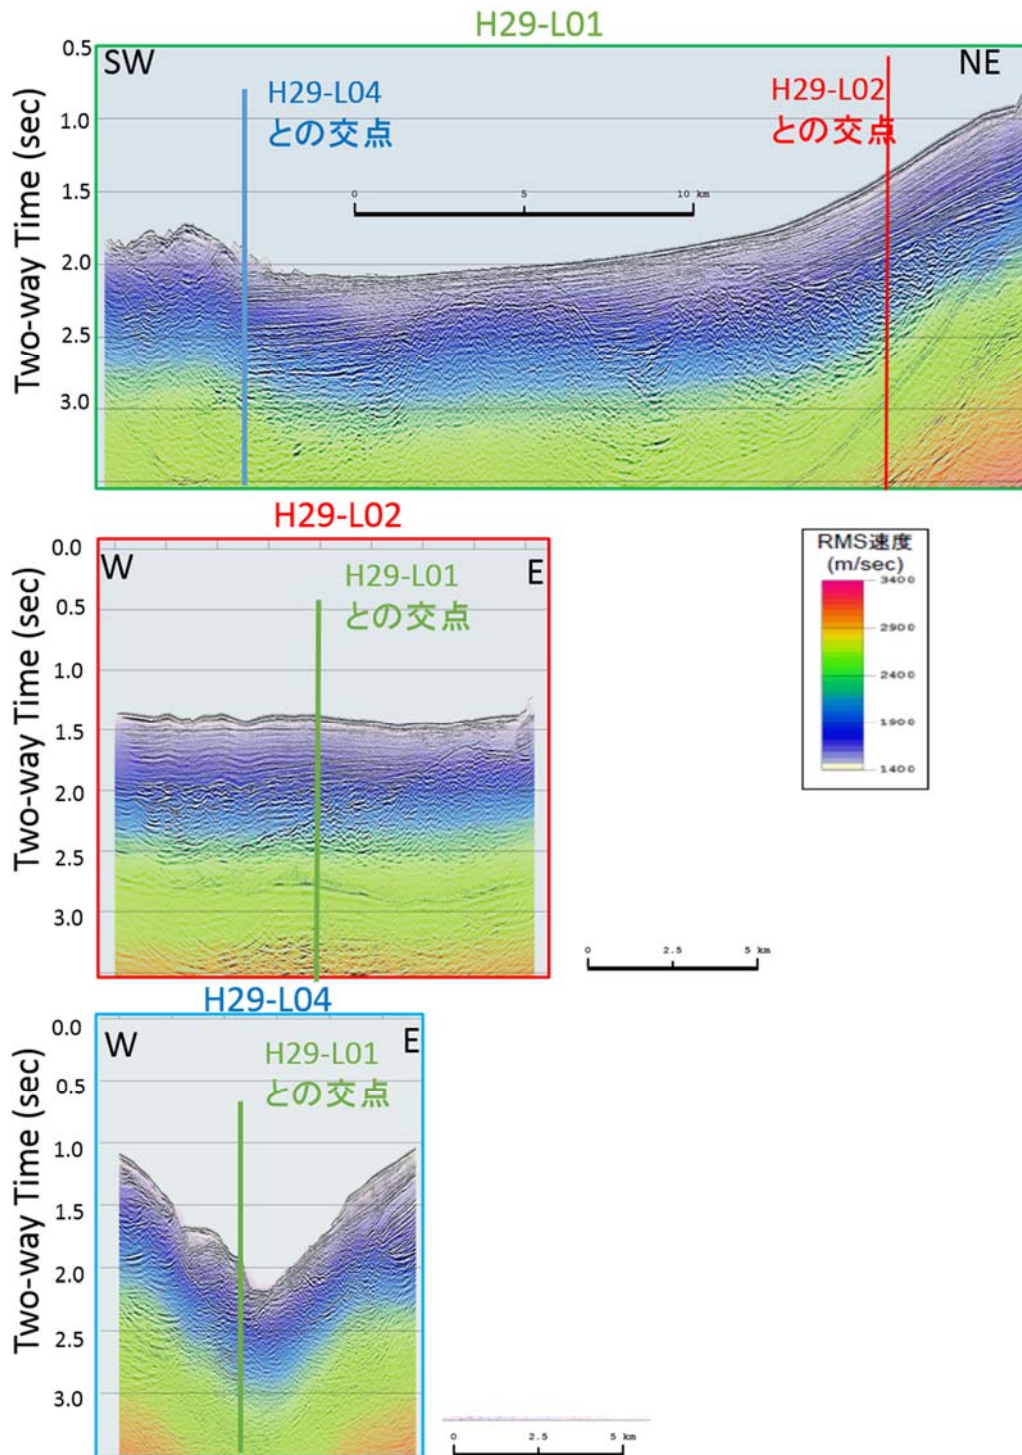 H29-L01
SW
NE
H29-L04
との交点
H29-L02
との交点
0.5
1.0
1.5
2.0
2.5
3.0
Two-way Time (sec)
0 5 10 km
H29-L02
W
E
H29-L01
との交点
0.0
0.5
1.0
1.5
2.0
2.5
3.0
Two-way Time (sec)
RMS速度
(m/sec)
3400
2900
2400
1900
1400
0 2.5 5 km
H29-L04
W
E
H29-L01
との交点
0.0
0.5
1.0
1.5
2.0
2.5
3.0
Two-way Time (sec)
0 2.5 5 km